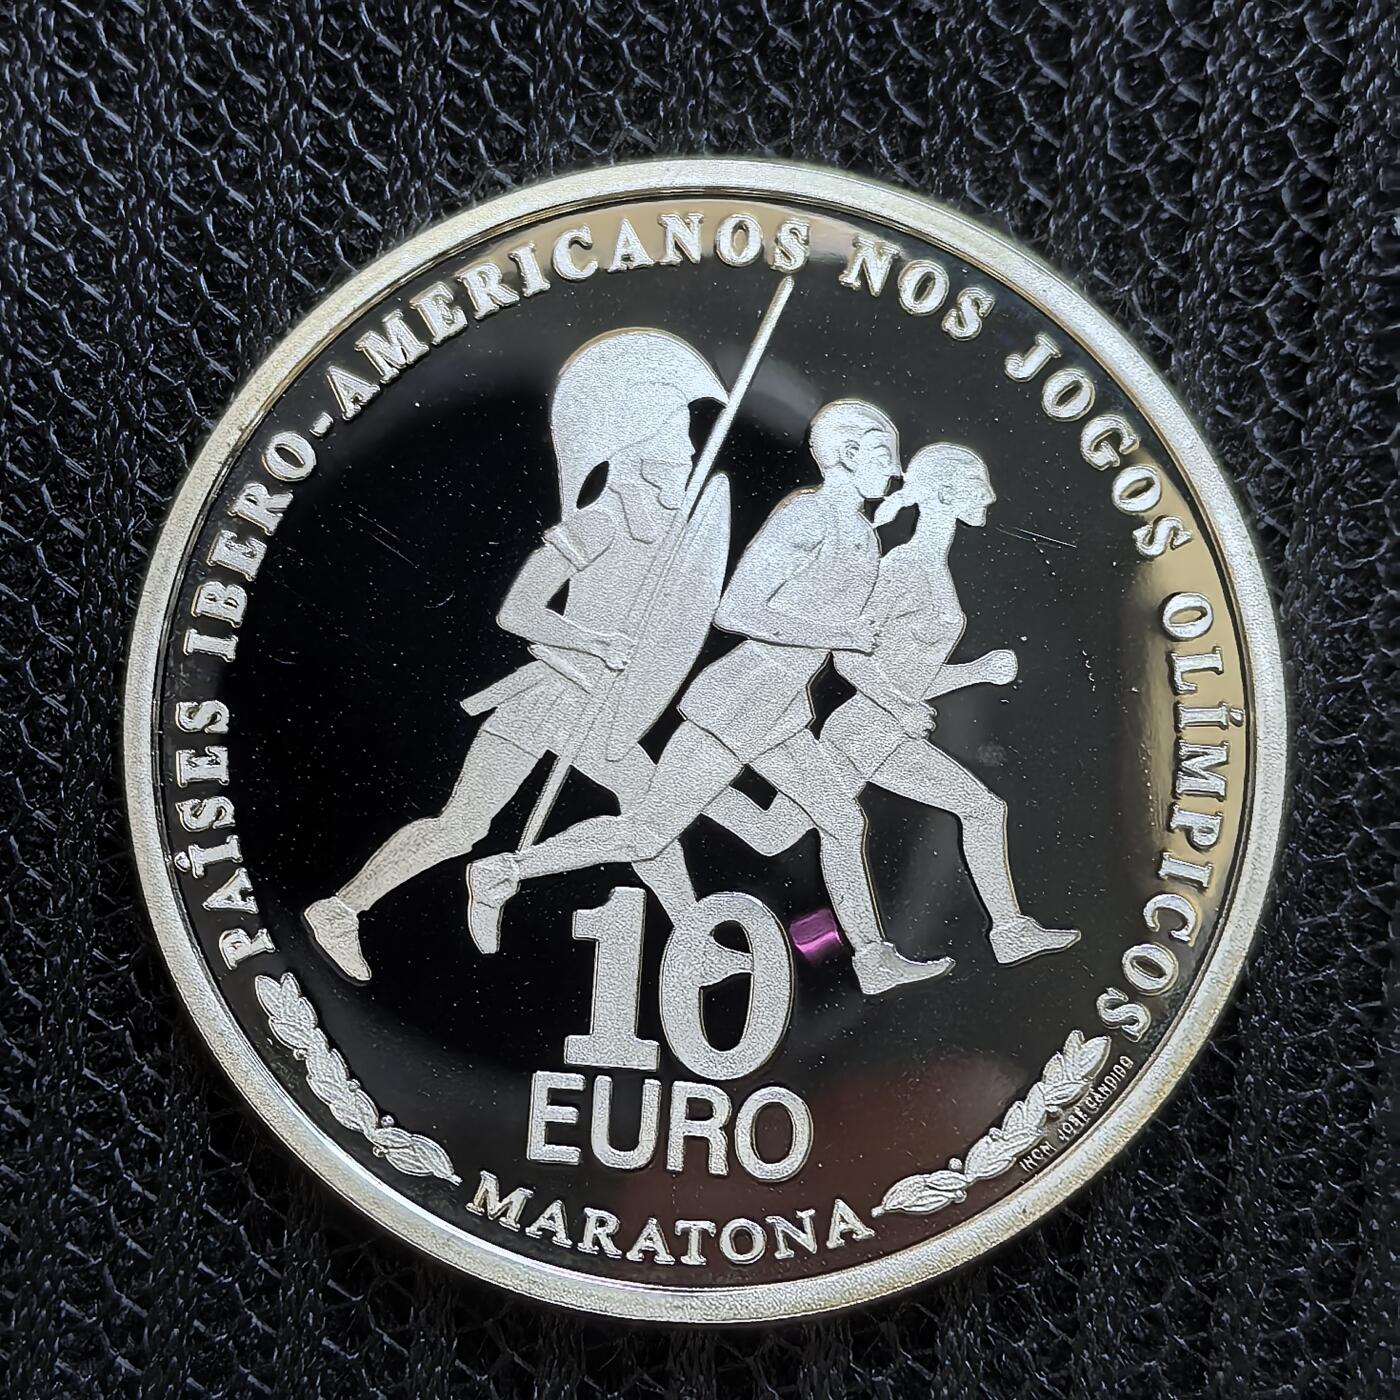 PAÍSES IBERO-AMERICANOS NOS JOGOS OLÍMPICOS
10
EURO
MARATONA
INCM JOSÉ CÂNDIDO